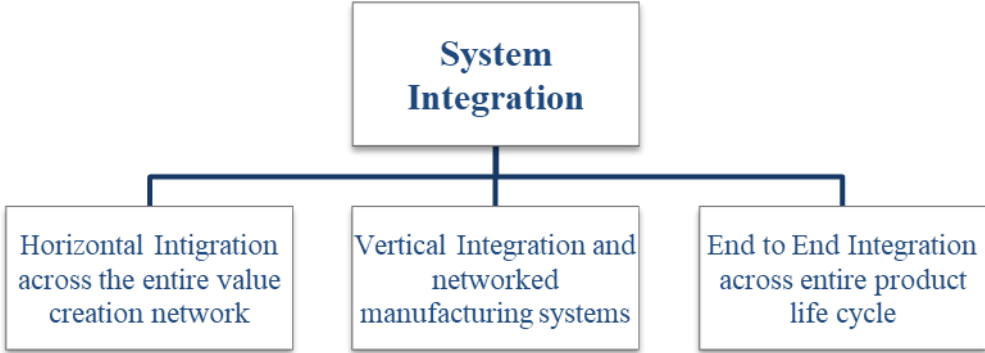 System
Integration
Horizontal Intigration
across the entire value
creation network
Vertical Integration and
networked
manufacturing systems
End to End Integration
across entire product
life cycle